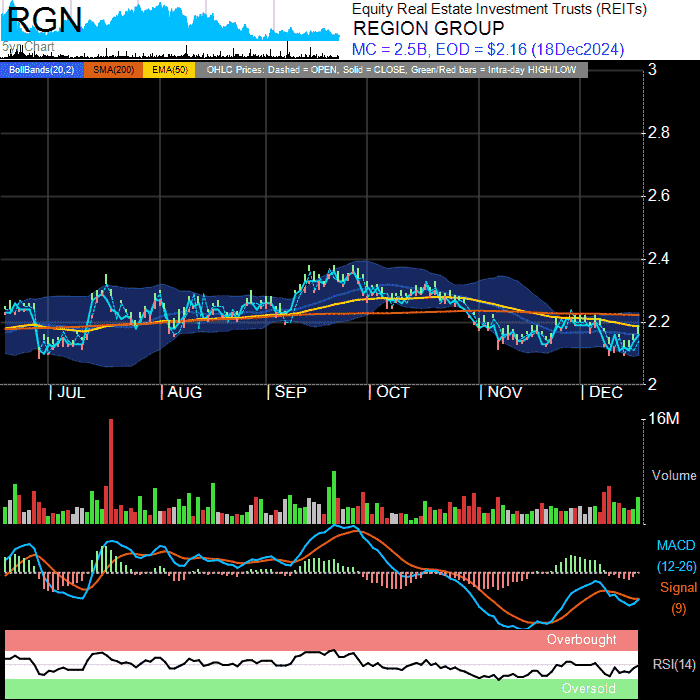 RGN
Equity Real Estate Investment Trusts (REITs)
REGION GROUP
MC = 2.5B, EOD = $2.16 (18Dec2024)
5yr Chart
BollBands(20,2) SMA(200) EMA(50) OHLC Prices: Dashed = OPEN, Solid = CLOSE, Green/Red bars = Intra-day HIGH/LOW
3
2.8
2.6
2.4
2.2
2
JUL AUG SEP OCT NOV DEC
16M
Volume
MACD
(12-26)
Signal
(9)
Overbought
RSI(14)
Oversold